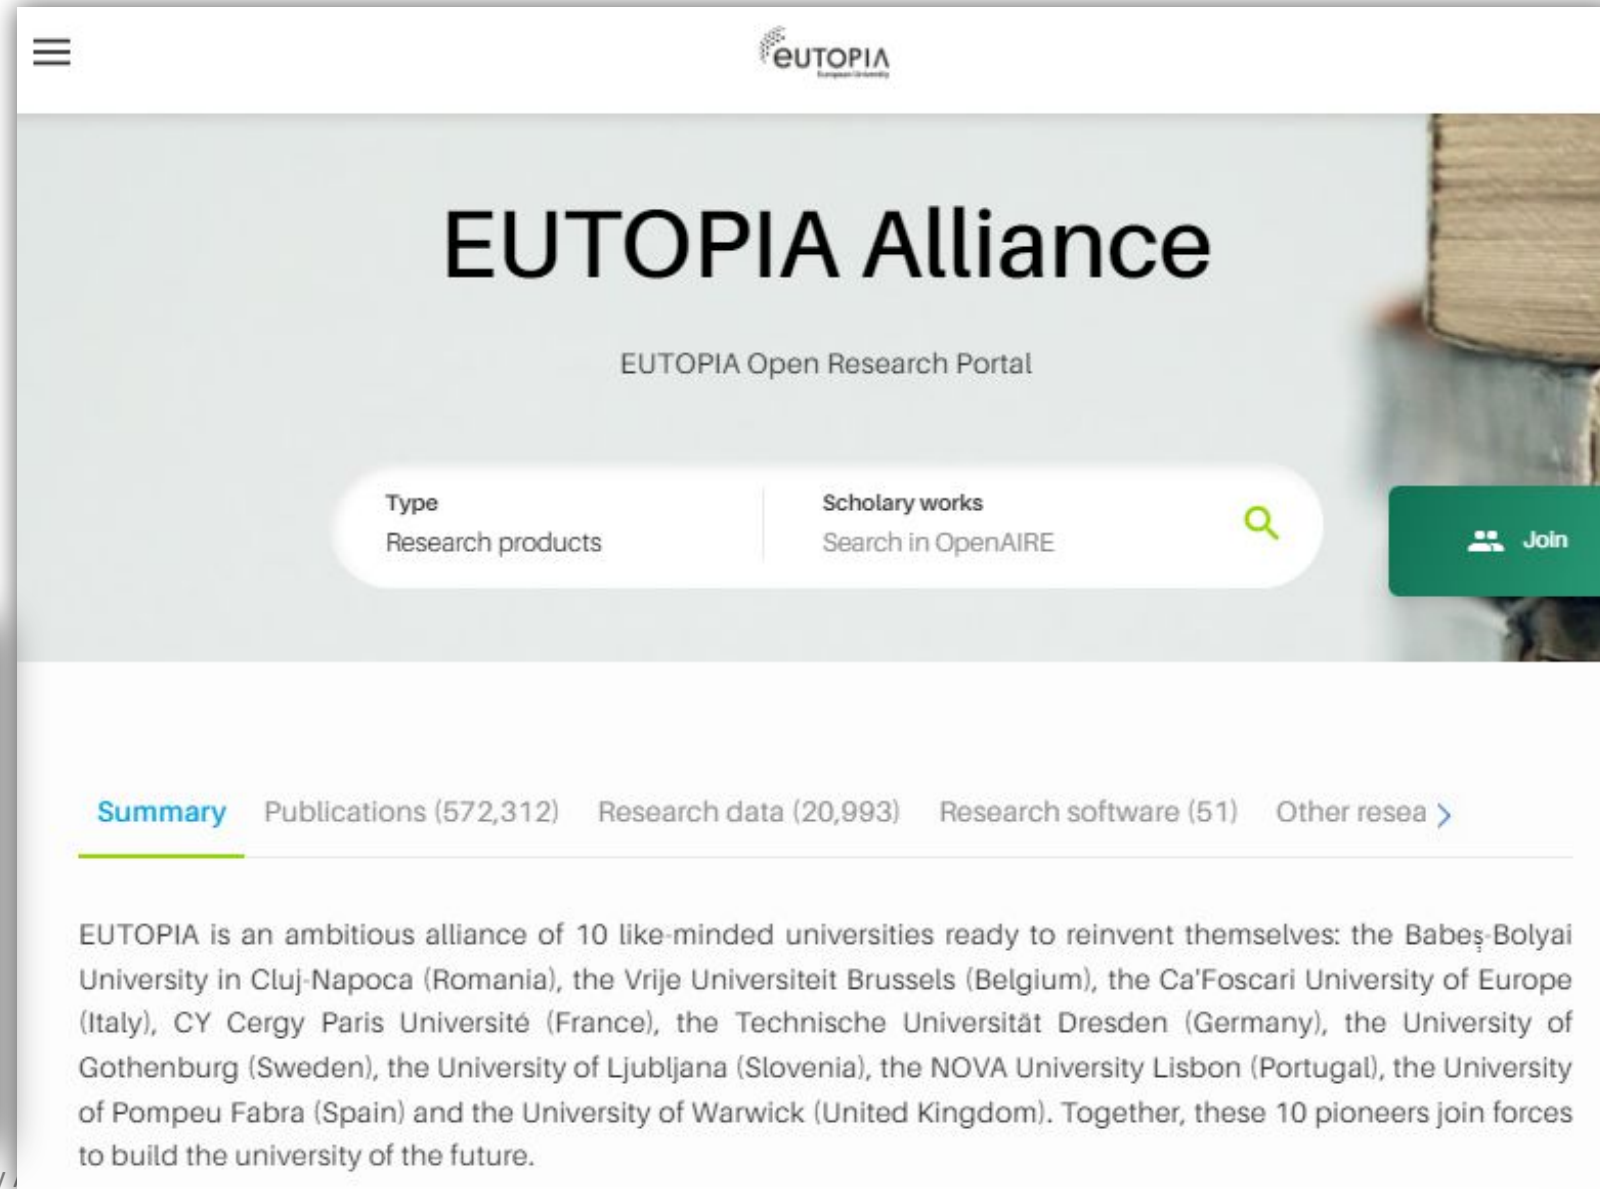 eUTOPIA
European University
EUTOPIA Alliance
EUTOPIA Open Research Portal
Type
Research products
Scholary works
Search in OpenAIRE
Join
Summary
Publications (572,312)
Research data (20,993)
Research software (51)
Other resea
EUTOPIA is an ambitious alliance of 10 like-minded universities ready to reinvent themselves: the Babeș-Bolyai
University in Cluj-Napoca (Romania), the Vrije Universiteit Brussels (Belgium), the Ca'Foscari University of Europe
(Italy), CY Cergy Paris Université (France), the Technische Universität Dresden (Germany), the University of
Gothenburg (Sweden), the University of Ljubljana (Slovenia), the NOVA University Lisbon (Portugal), the University
of Pompeu Fabra (Spain) and the University of Warwick (United Kingdom). Together, these 10 pioneers join forces
to build the university of the future.